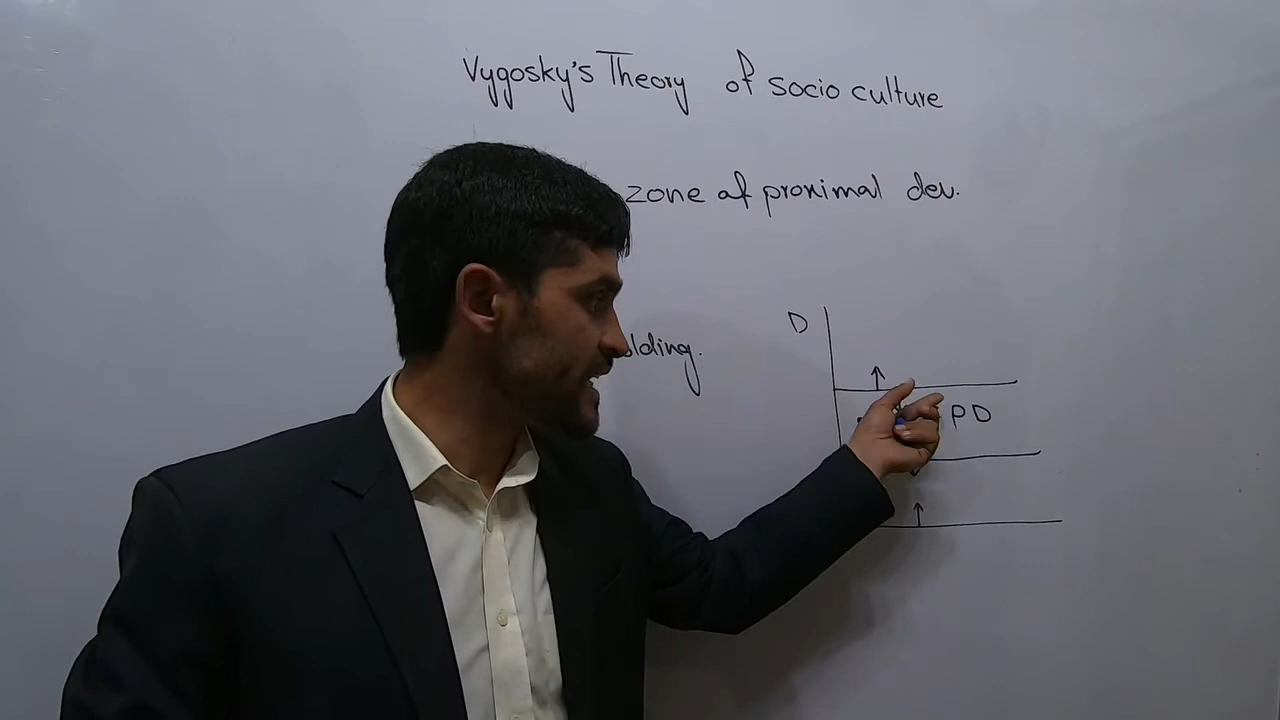 Vygosky's Theory of socio culture
zone of proximal dev.
lding.
D
PD